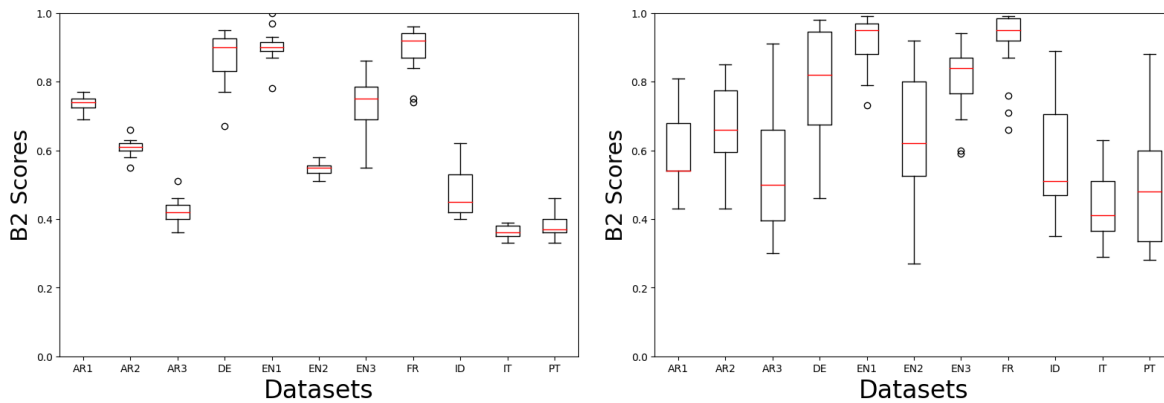 B2 Scores
1.0
0.8
0.6
0.4
0.2
0.0
AR1 AR2 AR3 DE EN1 EN2 EN3 FR ID IT PT
Datasets
B2 Scores
1.0
0.8
0.6
0.4
0.2
0.0
AR1 AR2 AR3 DE EN1 EN2 EN3 FR ID IT PT
Datasets